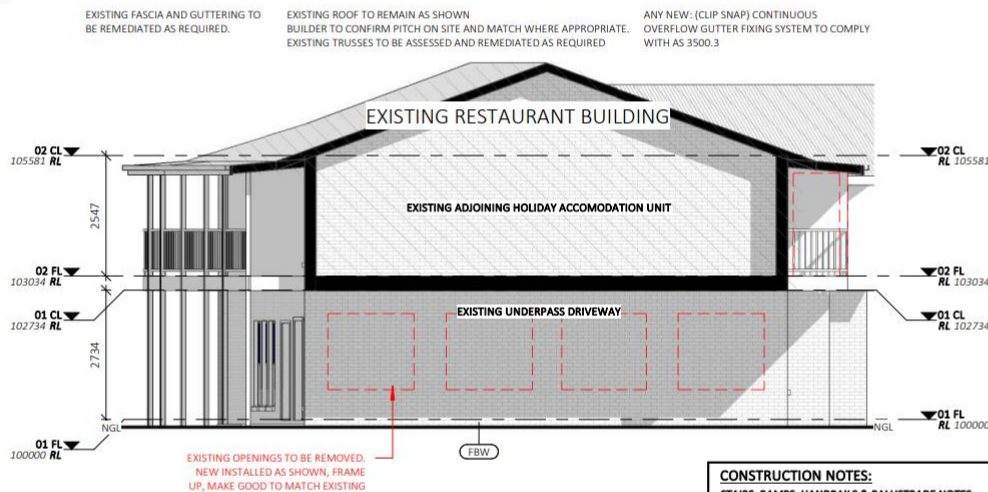 EXISTING FASCIA AND GUTTERING TO
BE REMEDIATED AS REQUIRED.
EXISTING ROOF TO REMAIN AS SHOWN
BUILDER TO CONFIRM PITCH ON SITE AND MATCH WHERE APPROPRIATE.
EXISTING TRUSSES TO BE ASSESSED AND REMEDIATED AS REQUIRED
ANY NEW: (CLIP SNAP) CONTINUOUS
OVERFLOW GUTTER FIXING SYSTEM TO COMPLY
WITH AS 3500.3
EXISTING RESTAURANT BUILDING
02 CL
105581 RL
02 CL
RL 105581
2547
EXISTING ADJOINING HOLIDAY ACCOMODATION UNIT
02 FL
103034 RL
02 FL
RL 103034
01 CL
102734 RL
EXISTING UNDERPASS DRIVEWAY
01 CL
RL 102734
2734
NGL
01 FL
100000 RL
NGL
01 FL
RL 100000
FBW
EXISTING OPENINGS TO BE REMOVED.
NEW INSTALLED AS SHOWN, FRAME
UP, MAKE GOOD TO MATCH EXISTING
CONSTRUCTION NOTES:
STAIRS, RAMPS, HANDRAILS & BALUSTRADE NOTES